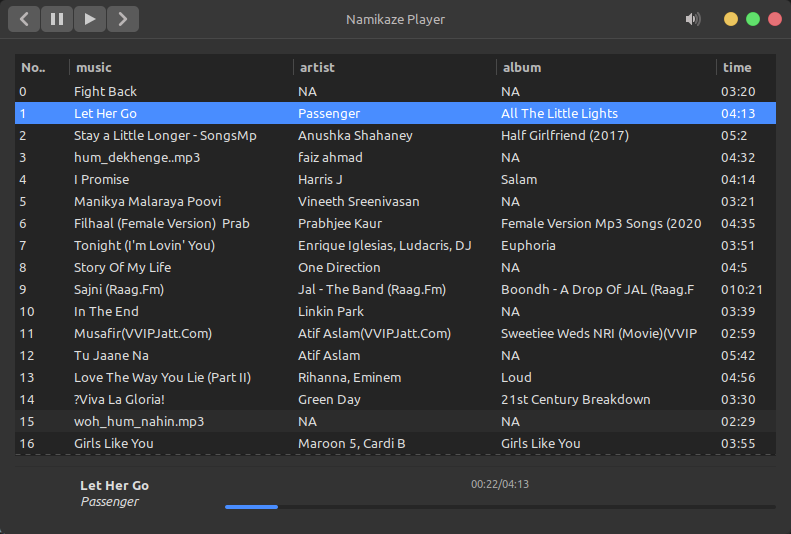 Namikaze Player
No.. music artist album time
0 Fight Back NA NA 03:20
1 Let Her Go Passenger All The Little Lights 04:13
2 Stay a Little Longer - SongsMp Anushka Shahaney Half Girlfriend (2017) 05:2
3 hum_dekhenge..mp3 faiz ahmad NA 04:32
4 I Promise Harris J Salam 04:14
5 Manikya Malaraya Poovi Vineeth Sreenivasan NA 03:21
6 Filhaal (Female Version)  Prab Prabhjee Kaur Female Version Mp3 Songs (2020 04:35
7 Tonight (I'm Lovin' You) Enrique Iglesias, Ludacris, DJ Euphoria 03:51
8 Story Of My Life One Direction NA 04:5
9 Sajni (Raag.Fm) Jal - The Band (Raag.Fm) Boondh - A Drop Of JAL (Raag.F 010:21
10 In The End Linkin Park NA 03:39
11 Musafir(VVIPJatt.Com) Atif Aslam(VVIPJatt.Com) Sweetiee Weds NRI (Movie)(VVIP 02:59
12 Tu Jaane Na Atif Aslam NA 05:42
13 Love The Way You Lie (Part II) Rihanna, Eminem Loud 04:56
14 ?Viva La Gloria! Green Day 21st Century Breakdown 03:30
15 woh_hum_nahin.mp3 NA NA 02:29
16 Girls Like You Maroon 5, Cardi B Girls Like You 03:55
Let Her Go 00:22/04:13
Passenger